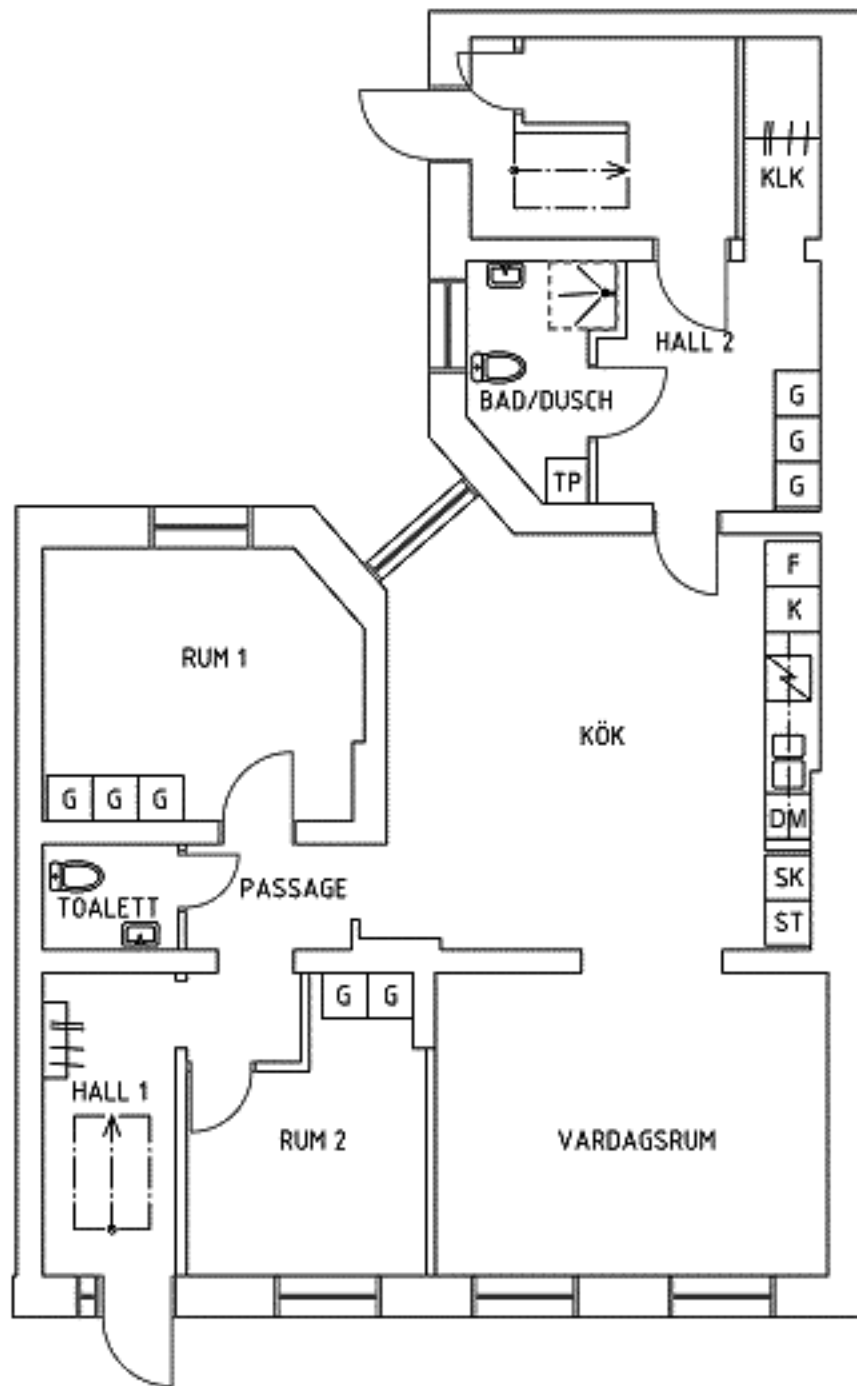 KLK
HALL 2
BAD/DUSCH
G
G
G
TP
F
K
RUM 1
KÖK
G G G
DM
PASSAGE
TOALETT
SK
ST
G G
HALL 1
RUM 2
VARDAGSRUM